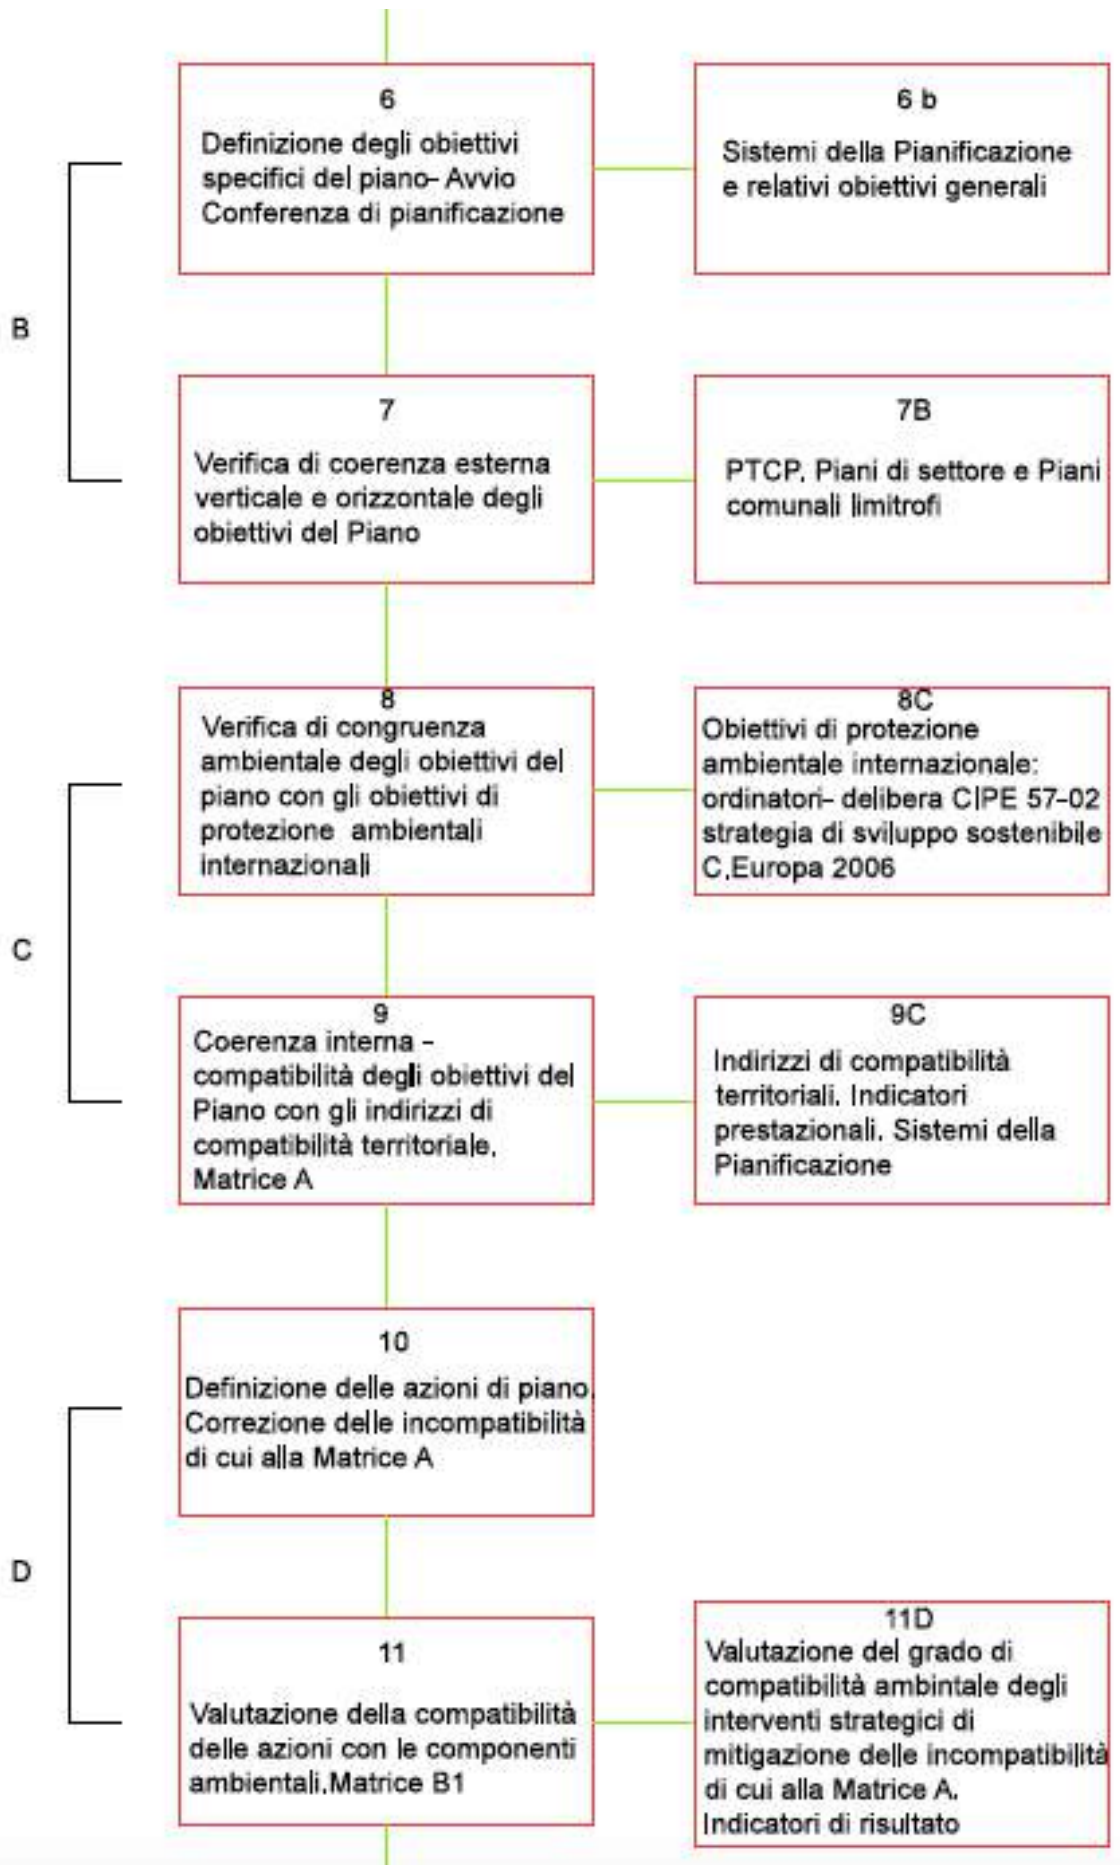 6
Definizione degli obiettivi
specifici del piano- Avvio
Conferenza di pianificazione
6 b
Sistemi della Pianificazione
e relativi obiettivi generali
B
7
Verifica di coerenza esterna
verticale e orizzontale degli
obiettivi del Piano
7B
PTCP. Piani di settore e Piani
comunali limitrofi
8
Verifica di congruenza
ambientale degli obiettivi del
piano con gli obiettivi di
protezione ambientali
internazionali
8C
Obiettivi di protezione
ambientale internazionale:
ordinatori- delibera CIPE 57-02
strategia di sviluppo sostenibile
C.Europa 2006
C
9
Coerenza interna -
compatibilità degli obiettivi del
Piano con gli indirizzi di
compatibilità territoriale.
Matrice A
9C
Indirizzi di compatibilità
territoriali. Indicatori
prestazionali. Sistemi della
Pianificazione
10
Definizione delle azioni di piano.
Correzione delle incompatibilità
di cui alla Matrice A
D
11
Valutazione della compatibilità
delle azioni con le componenti
ambientali.Matrice B1
11D
Valutazione del grado di
compatibilità ambintale degli
interventi strategici di
mitigazione delle incompatibilità
di cui alla Matrice A.
Indicatori di risultato